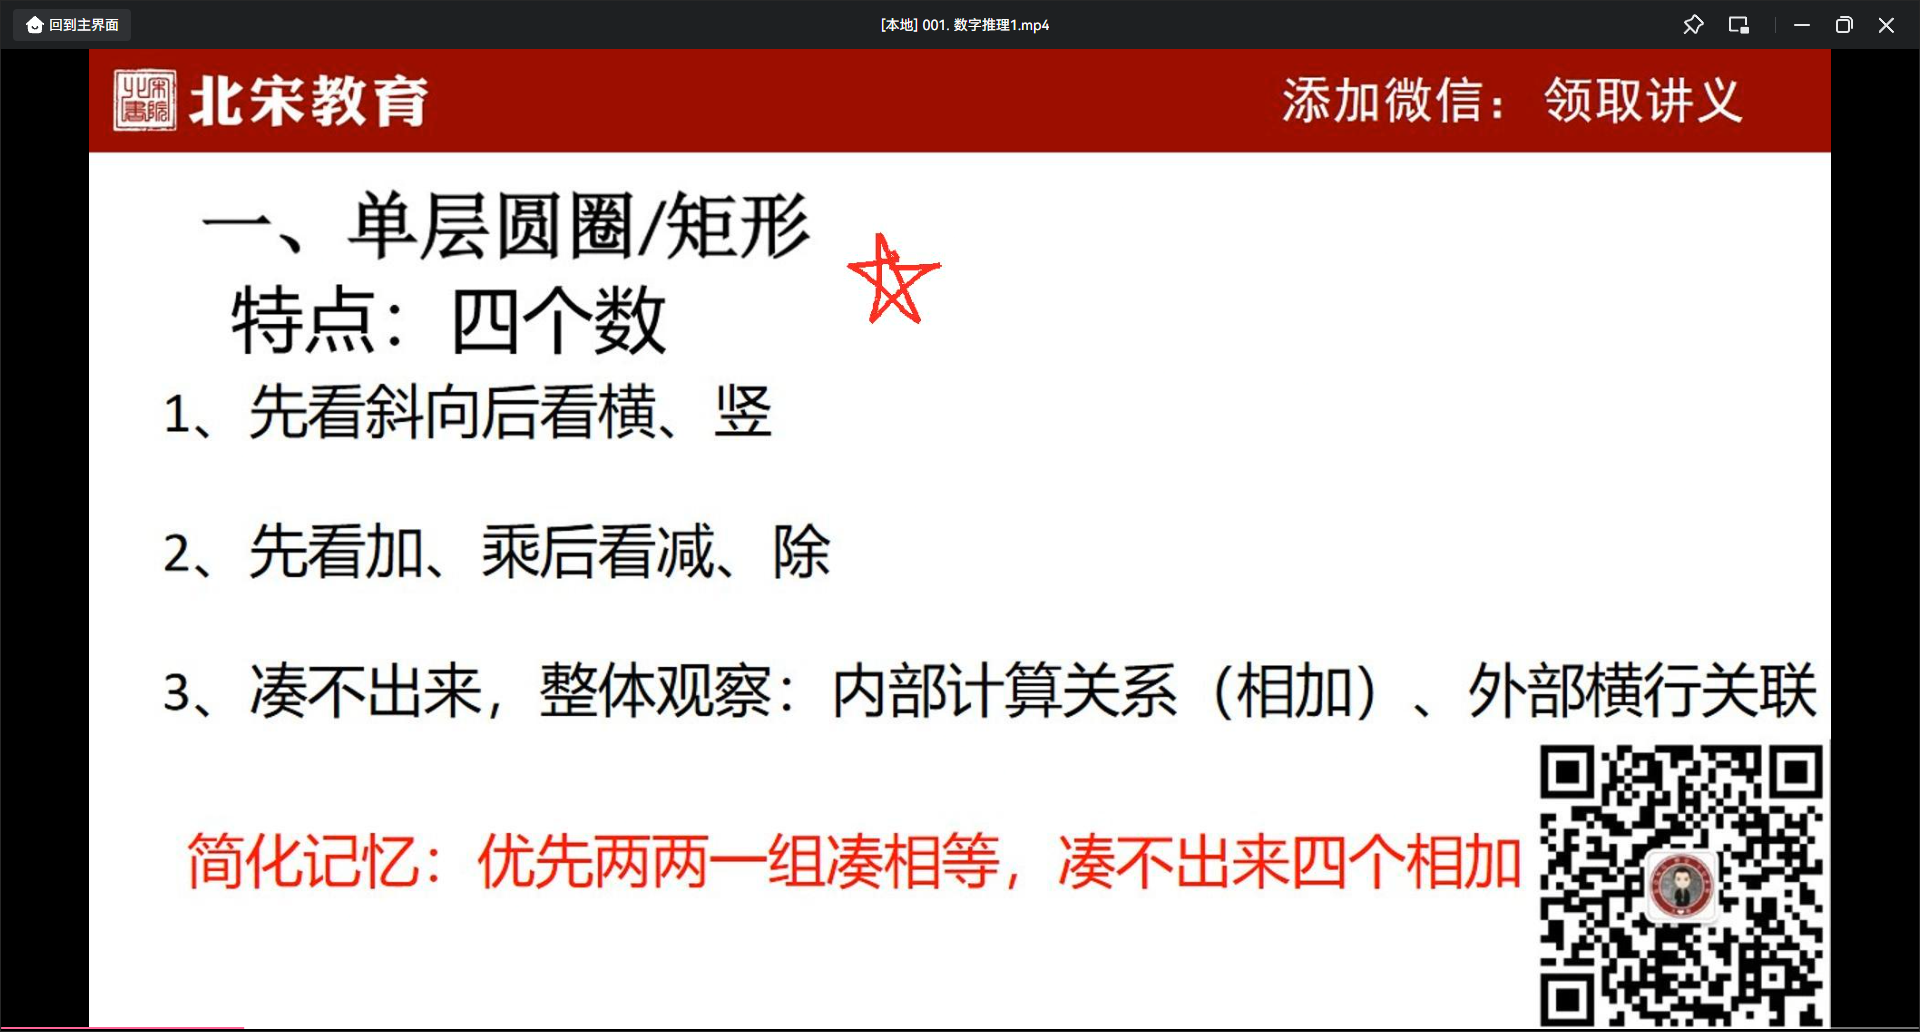 回到主界面
[本地] 001. 数字推理1.mp4
北宋書院
北宋教育
添加微信： 领取讲义
一、单层圆圈/矩形
特点：四个数
1、先看斜向后看横、竖
2、先看加、乘后看减、除
3、凑不出来，整体观察：内部计算关系（相加）、外部横行关联
简化记忆：优先两两一组凑相等，凑不出来四个相加